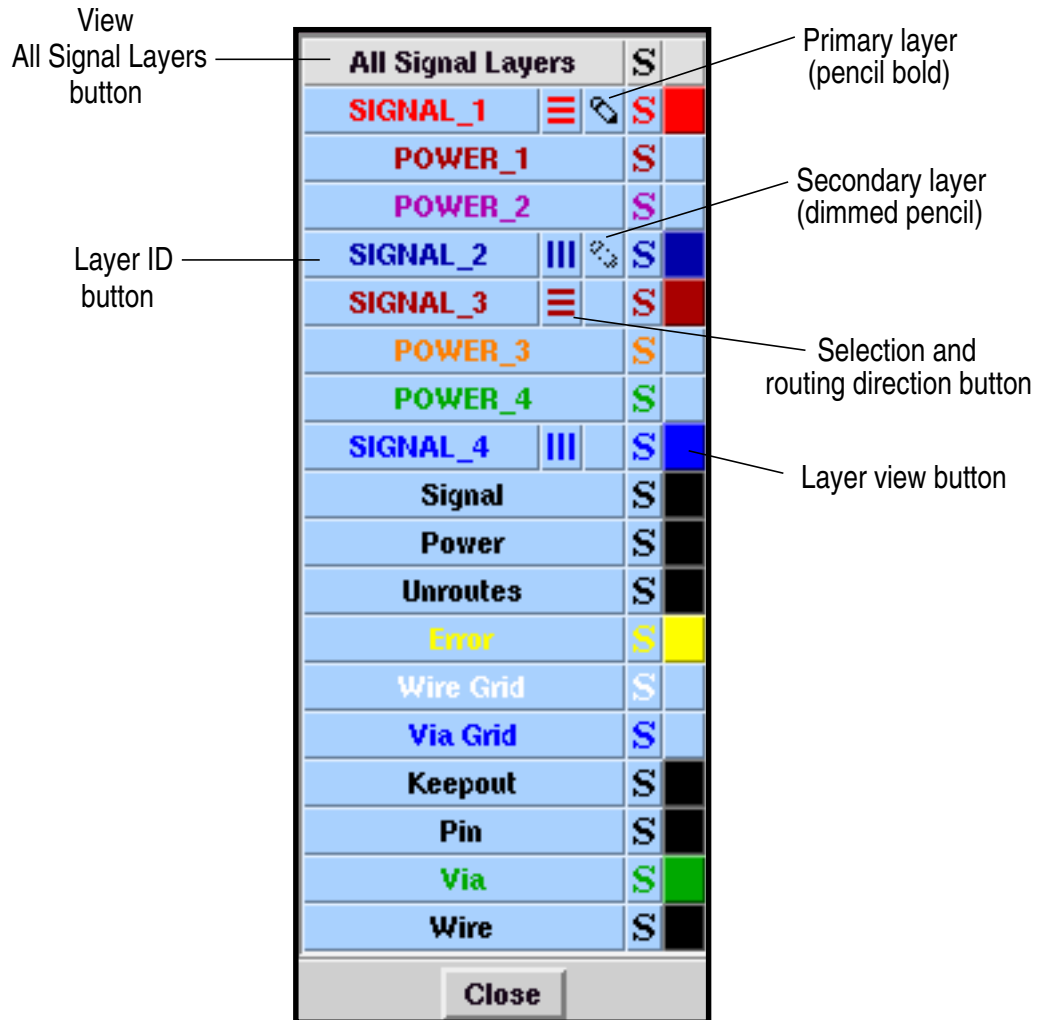 View
All Signal Layers
button
All Signal Layers S
Primary layer
(pencil bold)
SIGNAL_1 S
POWER_1 S
POWER_2 S
Secondary layer
(dimmed pencil)
Layer ID
button
SIGNAL_2 S
SIGNAL_3 S
POWER_3 S
Selection and
routing direction button
POWER_4 S
SIGNAL_4 S
Layer view button
Signal S
Power S
Unroutes S
Error S
Wire Grid S
Via Grid S
Keepout S
Pin S
Via S
Wire S
Close